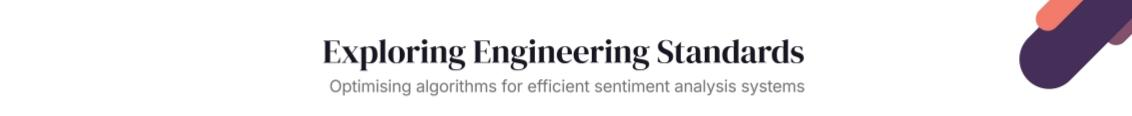 Exploring Engineering Standards
Optimising algorithms for efficient sentiment analysis systems